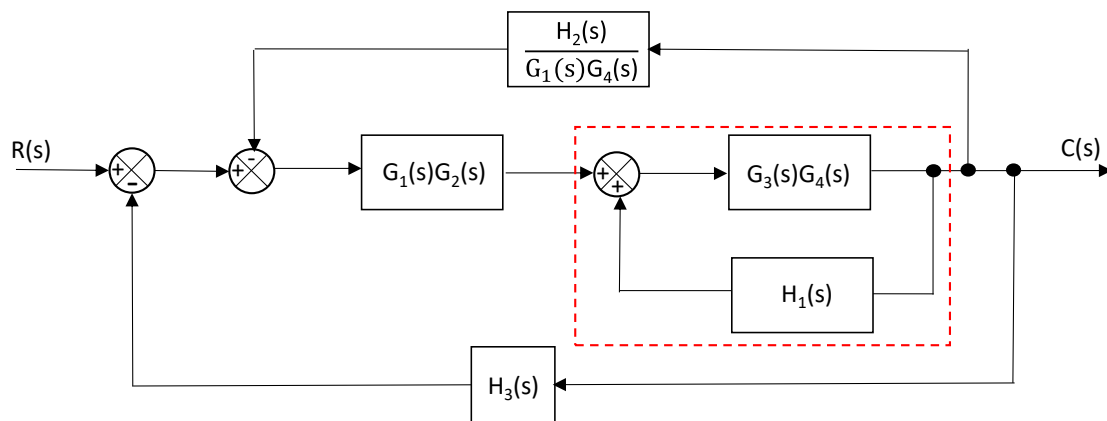 H₂(s)
G₁(s)G₄(s)
R(s)
C(s)
-
+
-
+
G₁(s)G₂(s)
+
+
G₃(s)G₄(s)
H₁(s)
H₃(s)